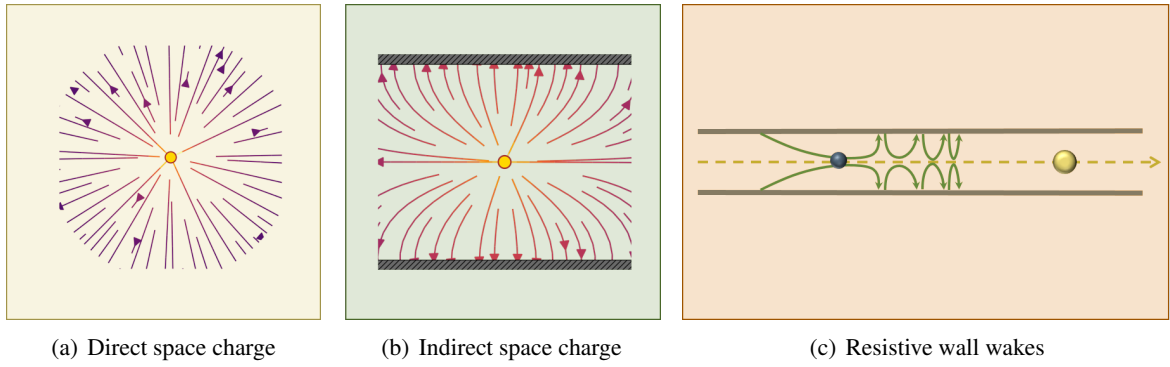 (a) Direct space charge
(b) Indirect space charge
(c) Resistive wall wakes